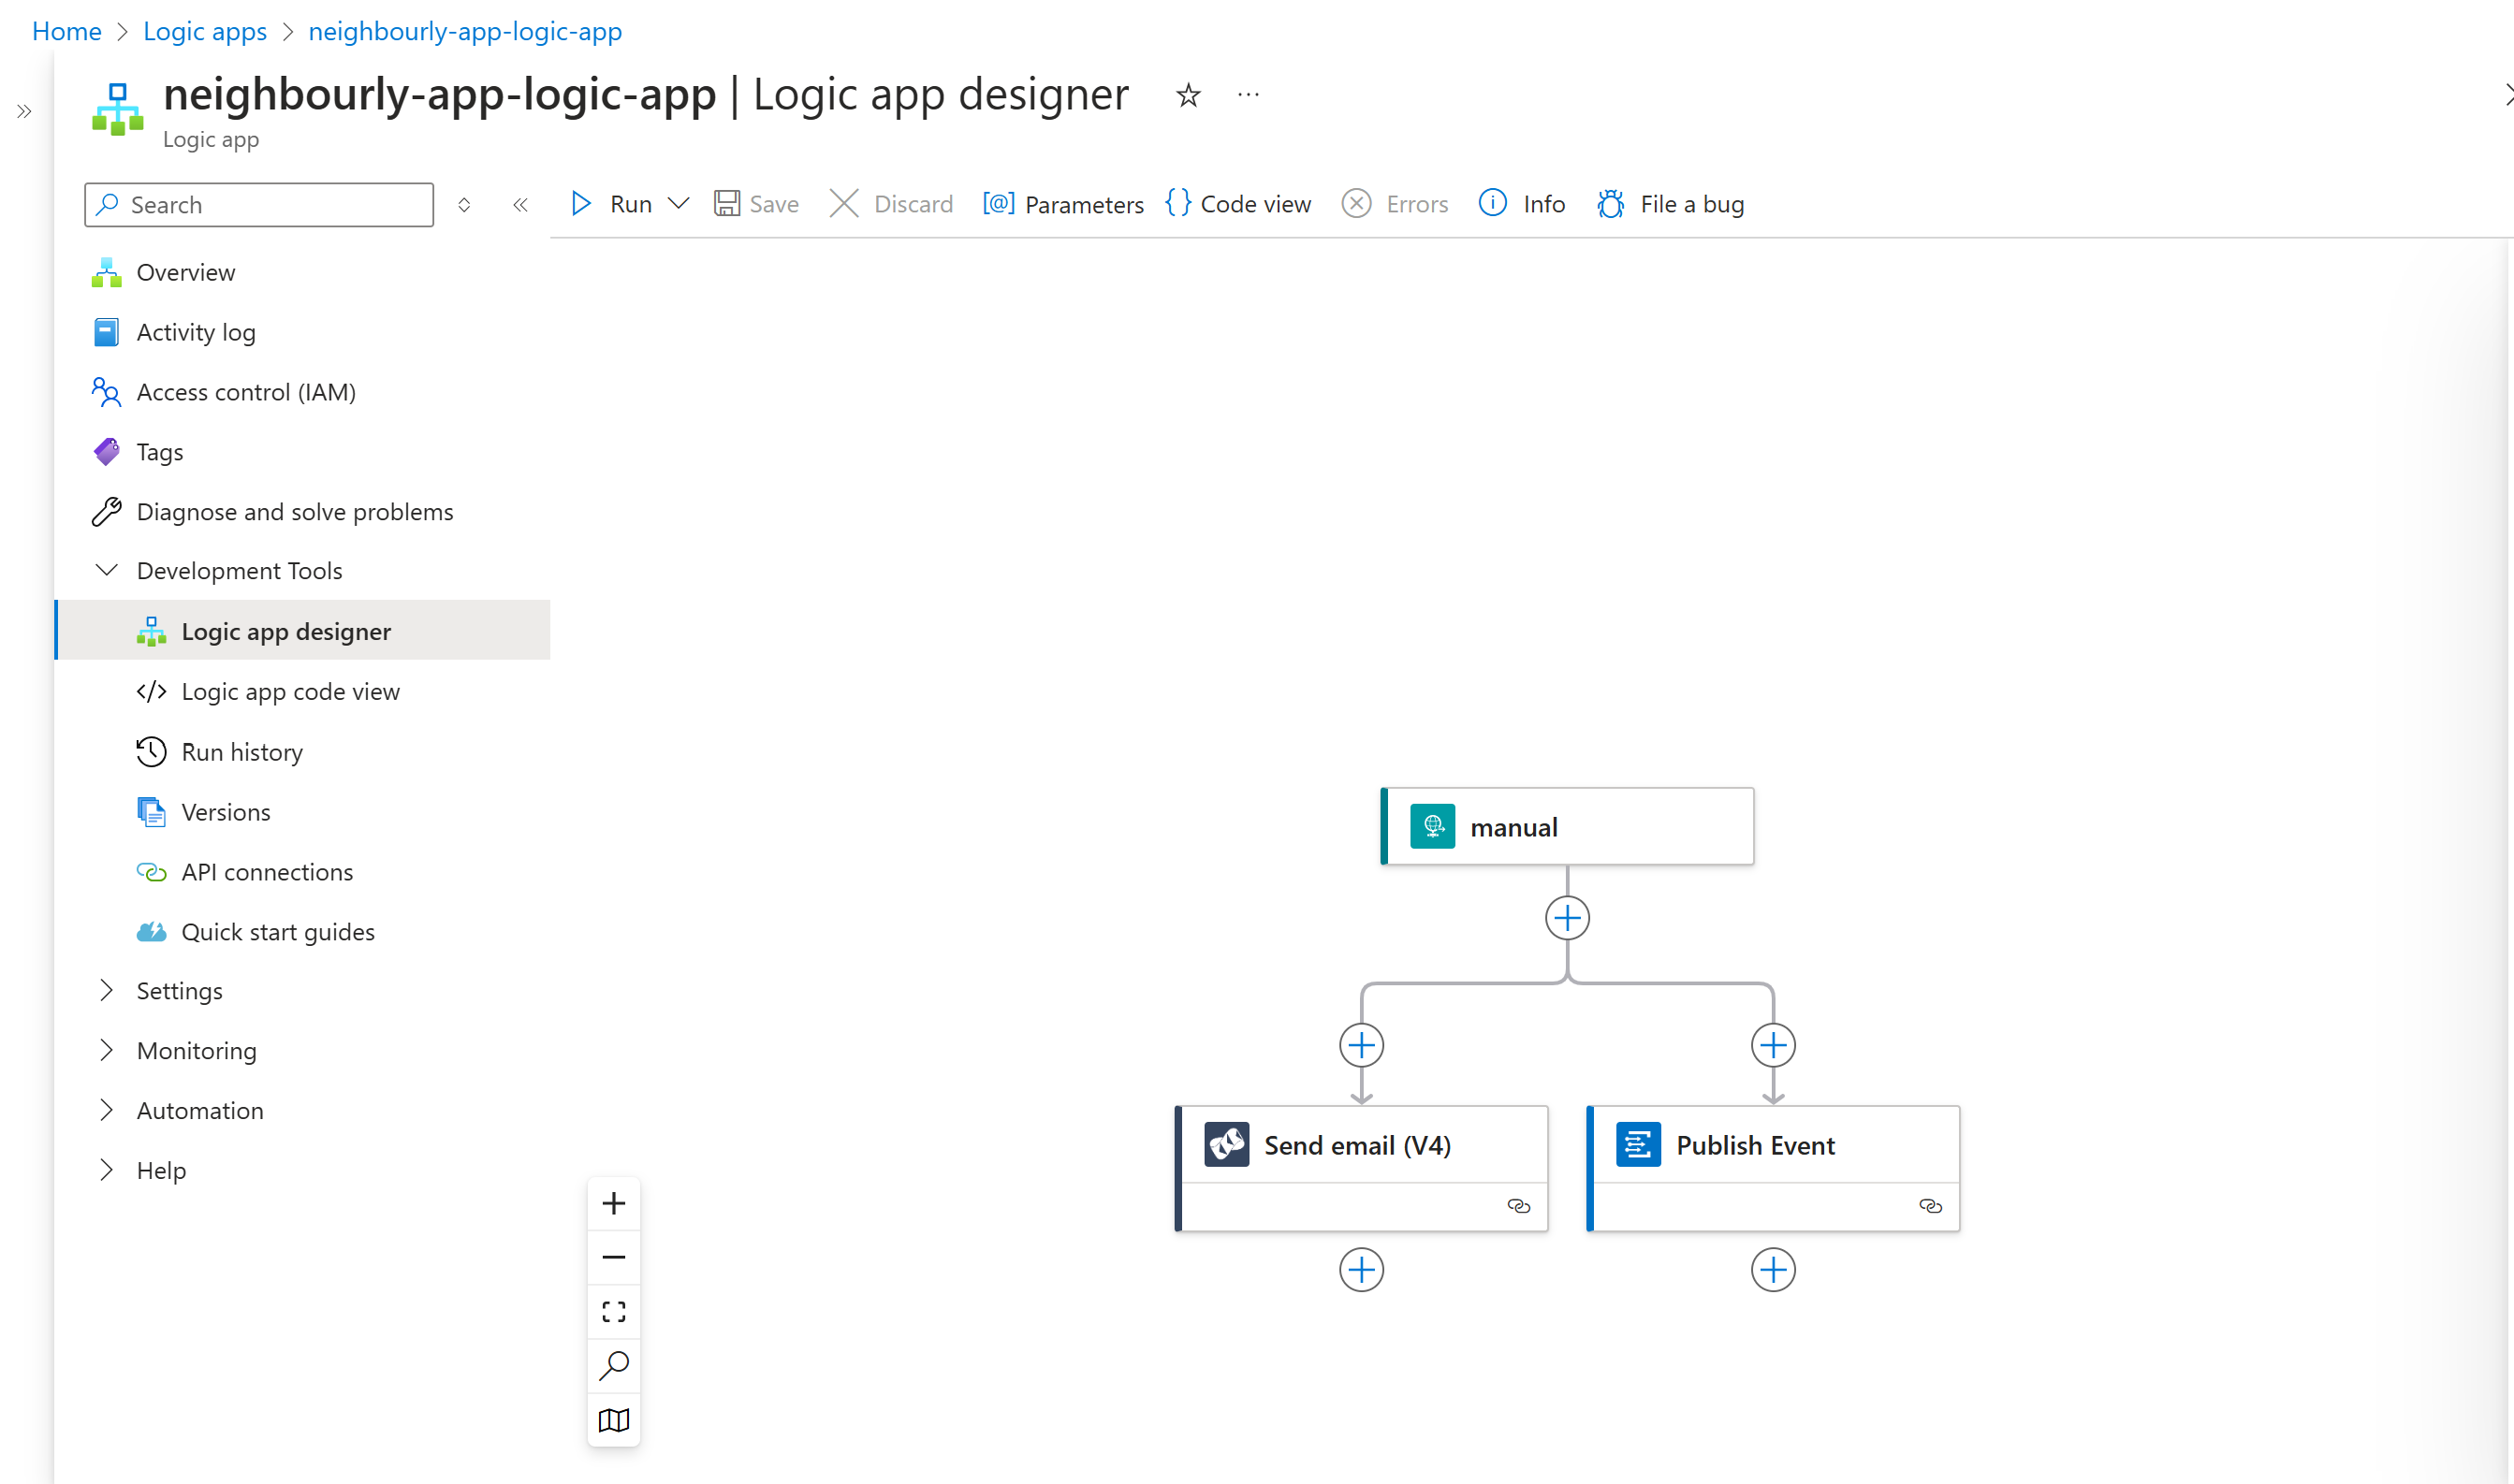 Home > Logic apps > neighbourly-app-logic-app
neighbourly-app-logic-app | Logic app designer
Logic app
Search
Run
Save
Discard
[@] Parameters
{} Code view
Errors
Info
File a bug
Overview
Activity log
Access control (IAM)
Tags
Diagnose and solve problems
Development Tools
Logic app designer
Logic app code view
Run history
Versions
API connections
Quick start guides
Settings
Monitoring
Automation
Help
manual
Send email (V4)
Publish Event